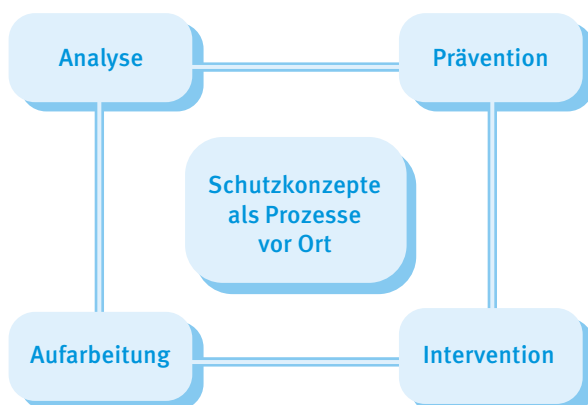 Analyse
Prävention
Schutzkonzepte
als Prozesse
vor Ort
Aufarbeitung
Intervention